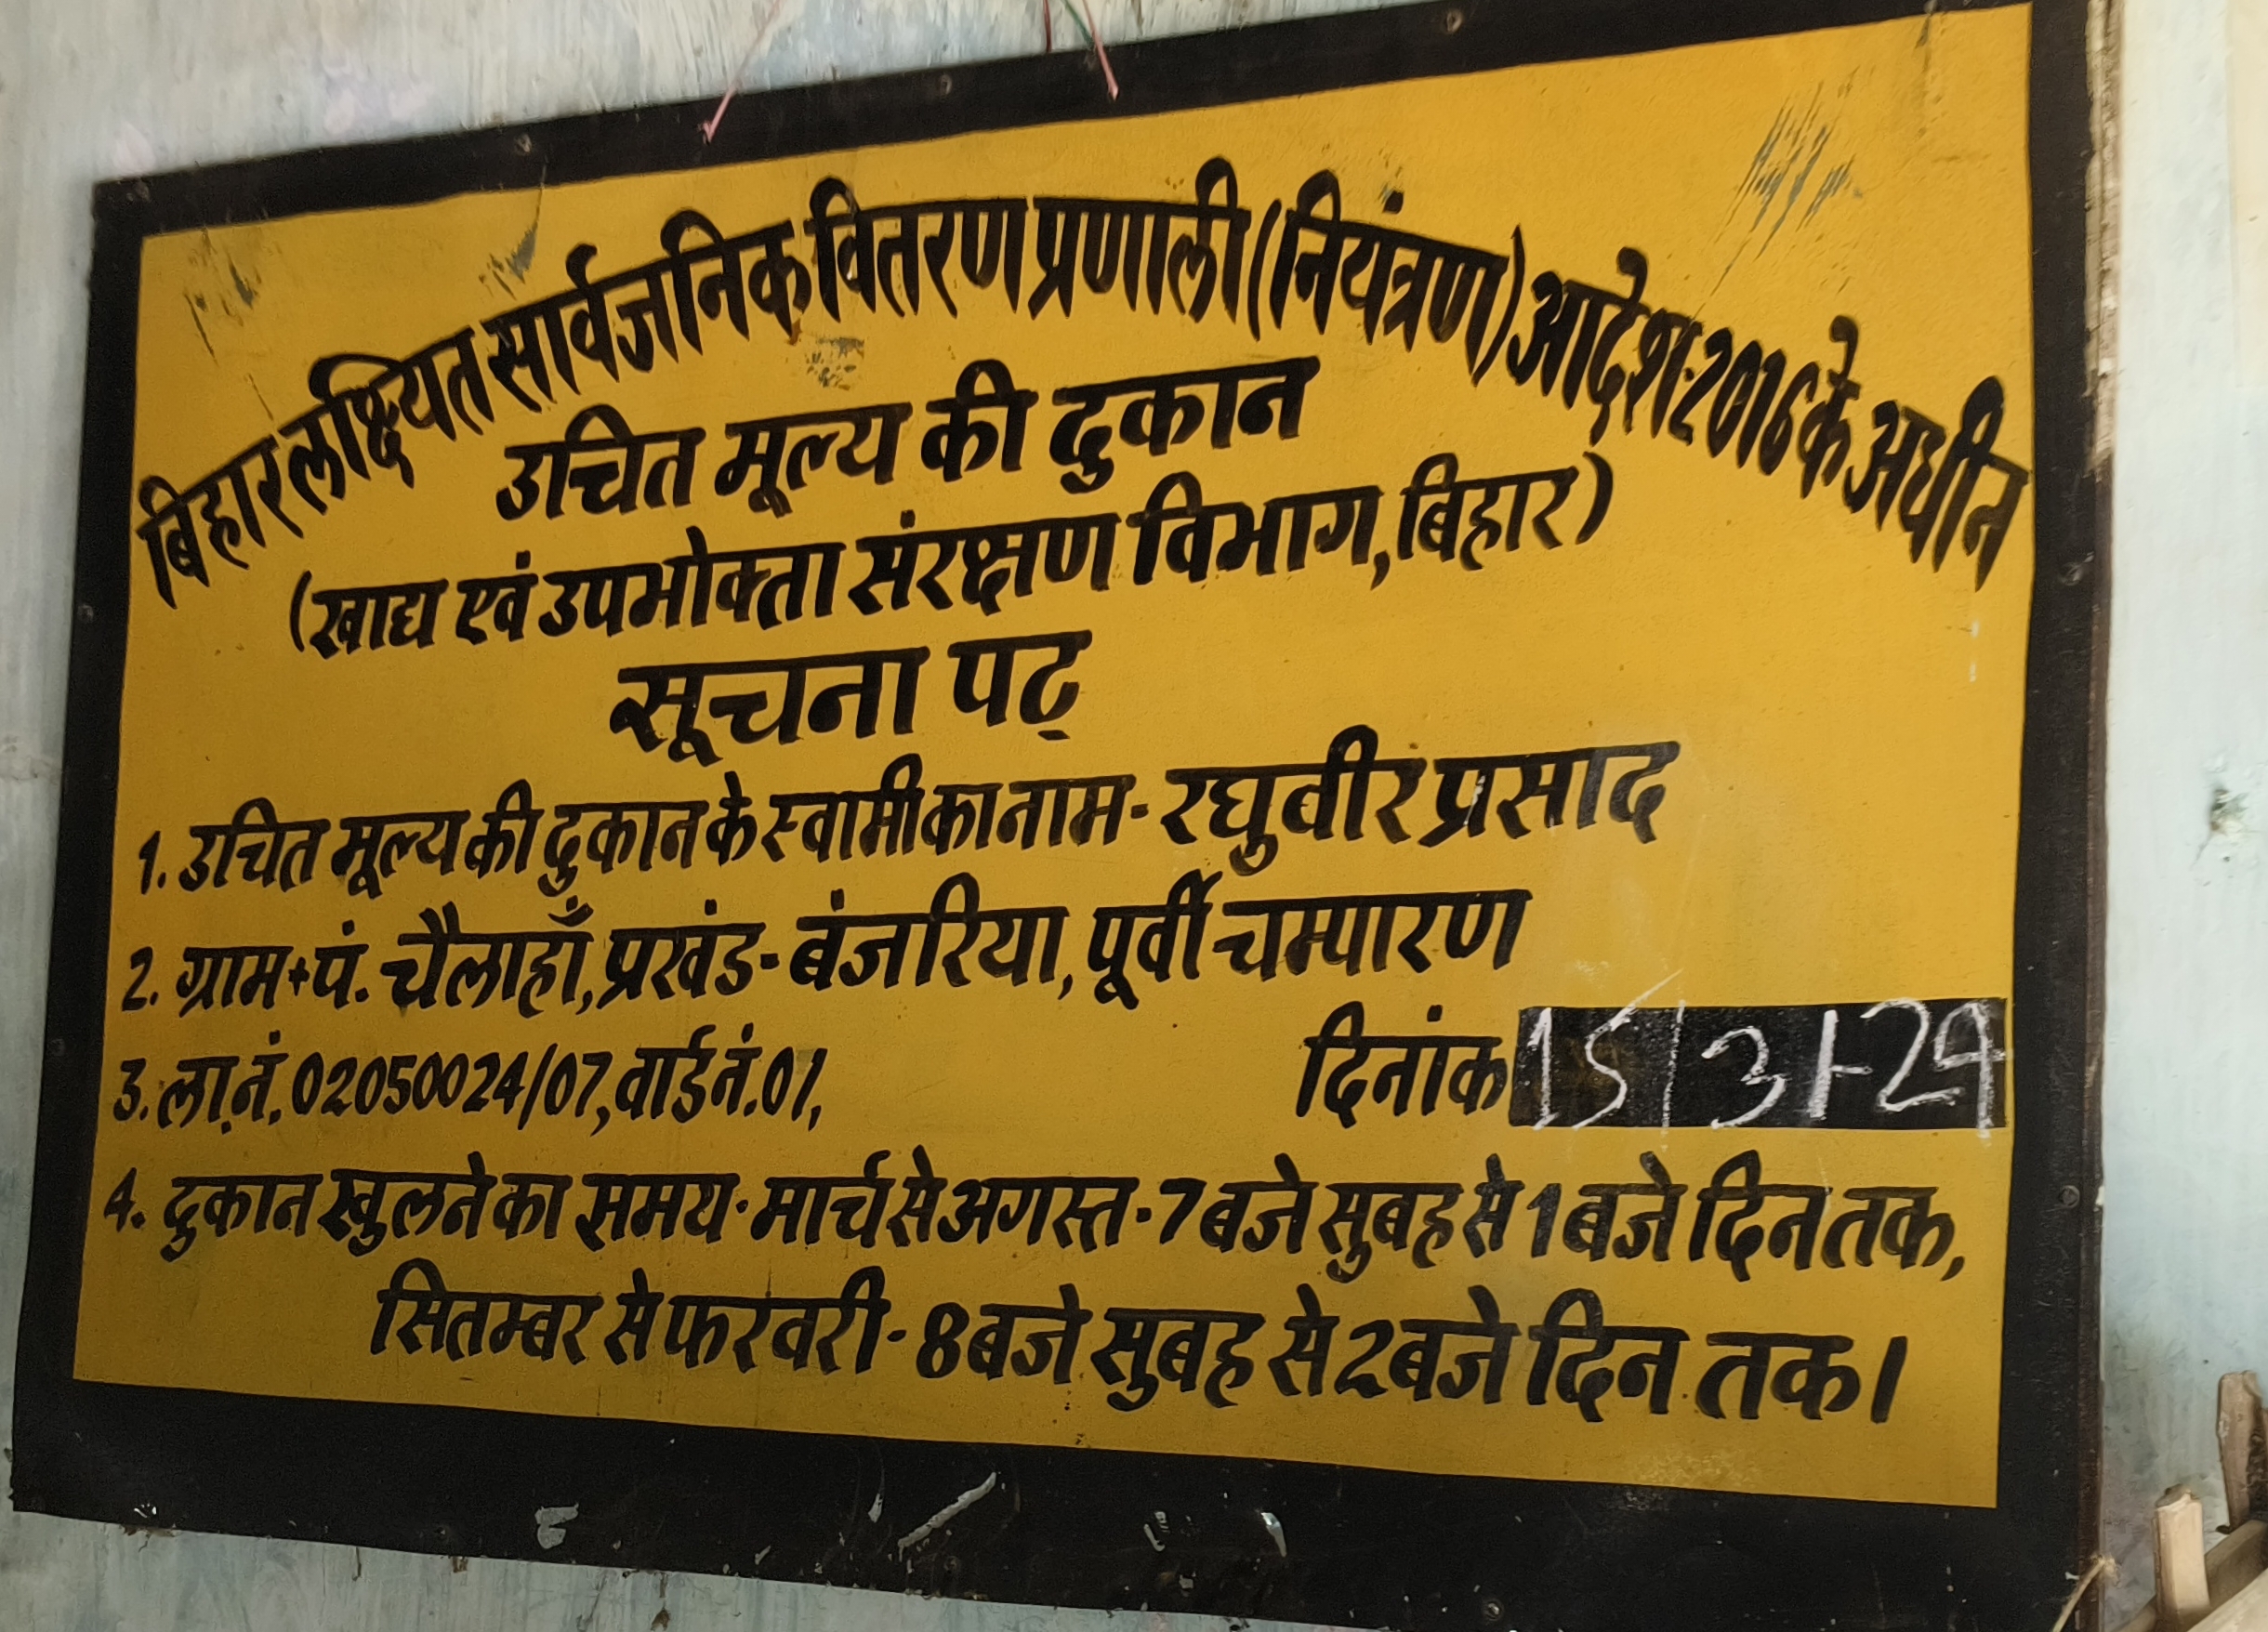 बिहार लक्ष्यित सार्वजनिक वितरण प्रणाली (नियंत्रण) आदेश-2016 के अधीन
उचित मूल्य की दुकान
(खाद्य एवं उपभोक्ता संरक्षण विभाग, बिहार)
सूचना पट्
1. उचित मूल्य की दुकान के स्वामी का नाम- रघुवीर प्रसाद
2. ग्राम+पं. चैलाहाँ, प्रखंड- बंजरिया, पूर्वी चम्पारण
3. ला.नं. 02050024/07, वार्ड नं. 01, दिनांक 15/3/-24
4. दुकान खुलने का समय- मार्च से अगस्त-7 बजे सुबह से 1 बजे दिन तक,
सितम्बर से फरवरी-8 बजे सुबह से 2 बजे दिन तक।